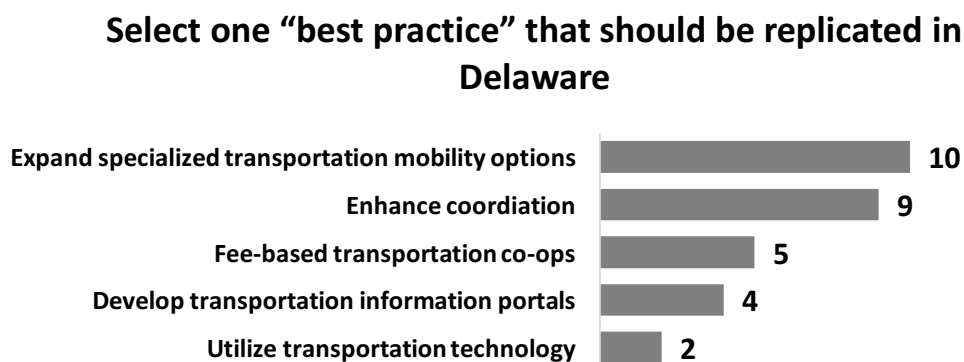 Select one “best practice” that should be replicated in
Delaware
Expand specialized transportation mobility options 10
Enhance coordiation 9
Fee-based transportation co-ops 5
Develop transportation information portals 4
Utilize transportation technology 2